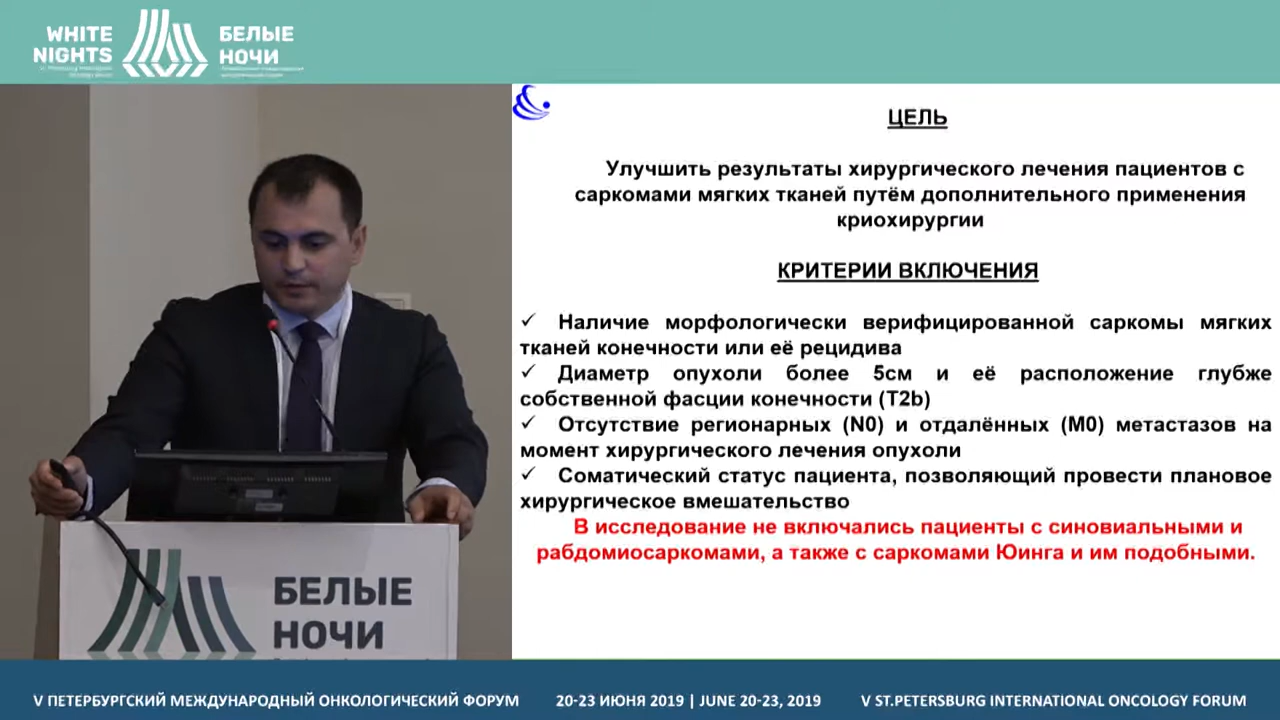 WHITE
NIGHTS
БЕЛЫЕ
НОЧИ
ЦЕЛЬ
Улучшить результаты хирургического лечения пациентов с
саркомами мягких тканей путём дополнительного применения
криохирургии
КРИТЕРИИ ВКЛЮЧЕНИЯ
✓ Наличие морфологически верифицированной саркомы мягких
тканей конечности или её рецидива
✓ Диаметр опухоли более 5см и её расположение глубже
собственной фасции конечности (T2b)
✓ Отсутствие регионарных (N0) и отдалённых (M0) метастазов на
момент хирургического лечения опухоли
✓ Соматический статус пациента, позволяющий провести плановое
хирургическое вмешательство
В исследование не включались пациенты с синовиальными и
рабдомиосаркомами, а также с саркомами Юинга и им подобными.
БЕЛЫЕ
НОЧИ
V ПЕТЕРБУРГСКИЙ МЕЖДУНАРОДНЫЙ ОНКОЛОГИЧЕСКИЙ ФОРУМ 20-23 ИЮНЯ 2019 | JUNE 20-23, 2019 V ST.PETERSBURG INTERNATIONAL ONCOLOGY FORUM